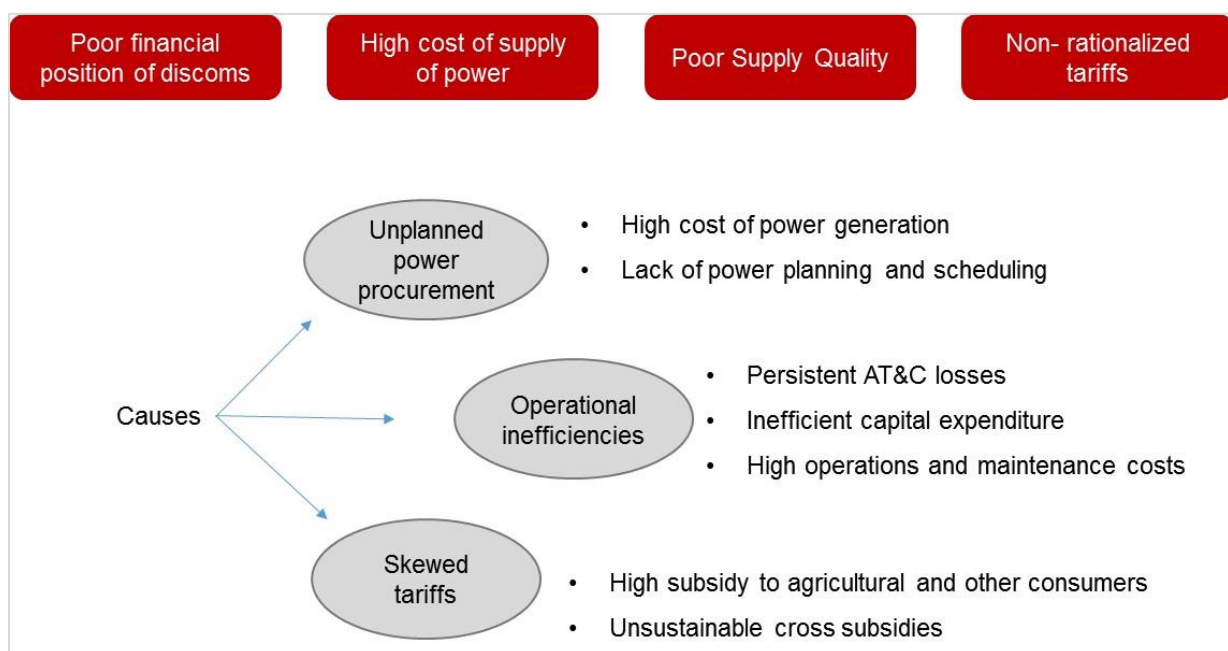 Poor financial
position of discoms
High cost of supply
of power
Poor Supply Quality
Non- rationalized
tariffs
Unplanned
power
procurement
• High cost of power generation
• Lack of power planning and scheduling
Causes
Operational
inefficiencies
• Persistent AT&C losses
• Inefficient capital expenditure
• High operations and maintenance costs
Skewed
tariffs
• High subsidy to agricultural and other consumers
• Unsustainable cross subsidies